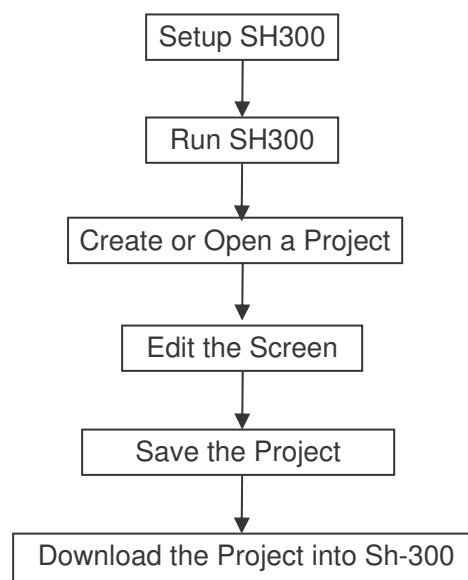 Setup SH300
Run SH300
Create or Open a Project
Edit the Screen
Save the Project
Download the Project into Sh-300